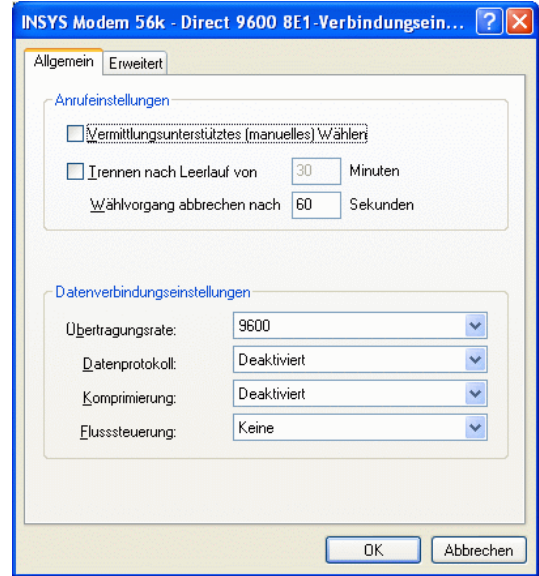 INSYS Modem 56k - Direct 9600 8E1-Verbindungsein...
Allgemein Erweitert
Anrufeinstellungen
Vermittlungsunterstütztes (manuelles) Wählen
Trennen nach Leerlauf von 30 Minuten
Wählvorgang abbrechen nach 60 Sekunden
Datenverbindungseinstellungen
Übertragungsrate: 9600
Datenprotokoll: Deaktiviert
Komprimierung: Deaktiviert
Flusssteuerung: Keine
OK Abbrechen